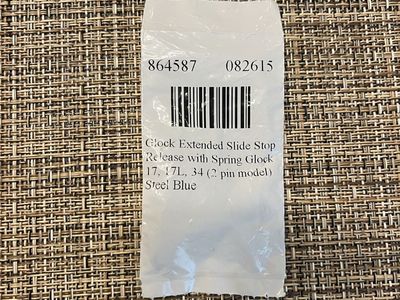 864587 082615
Glock Extended Slide Stop
Release with Spring Glock
17, 17L, 34 (2 pin model)
Steel Blue